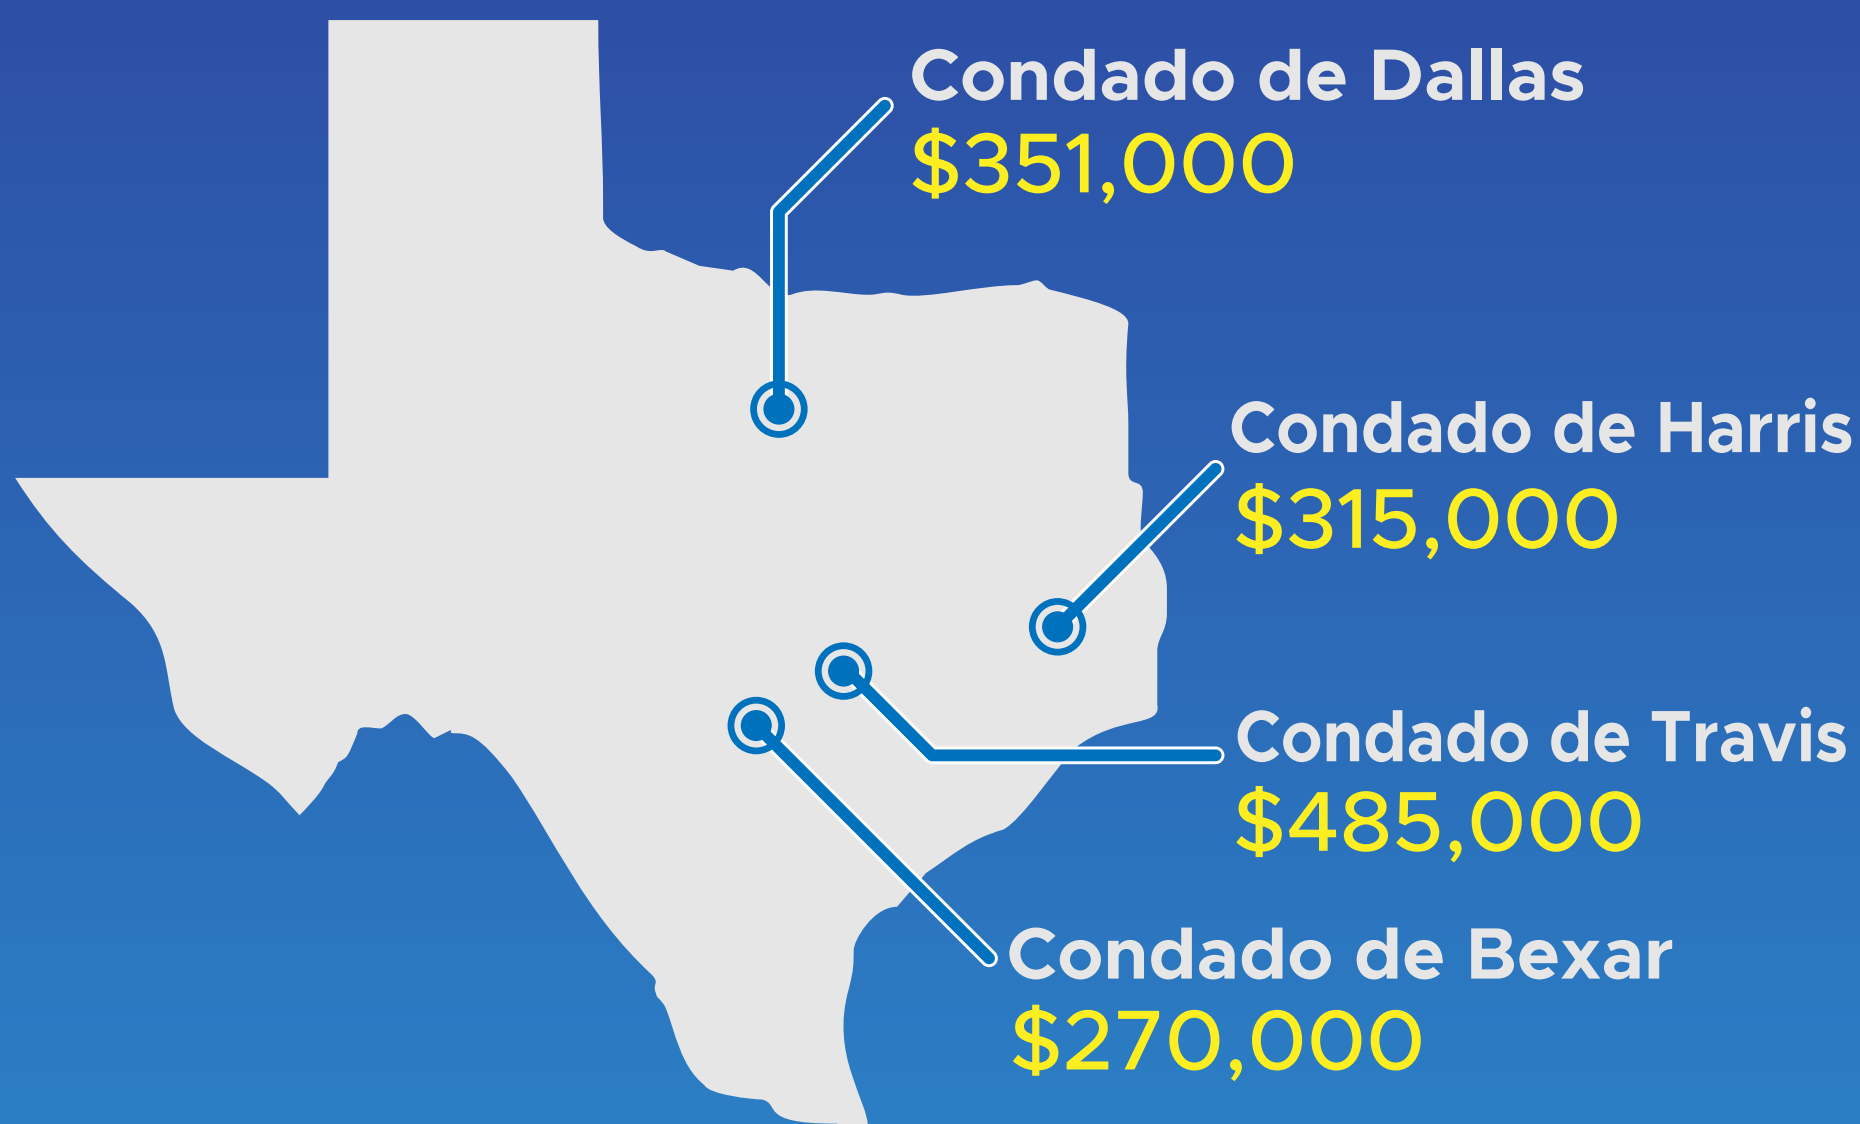 Condado de Dallas
$351,000
Condado de Harris
$315,000
Condado de Travis
$485,000
Condado de Bexar
$270,000